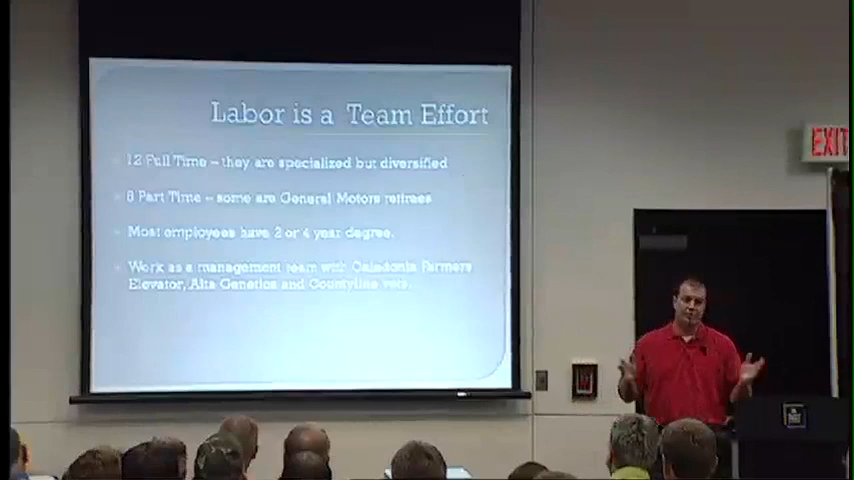 Labor is a Team Effort
12 Full Time – they are specialized but diversified
8 Part Time – some are General Motors retirees
Most employees have 2 or 4 year degree.
Work as a management team with Caledonia Farmers
Elevator, Alta Genetics and Countyline vets.
EXIT